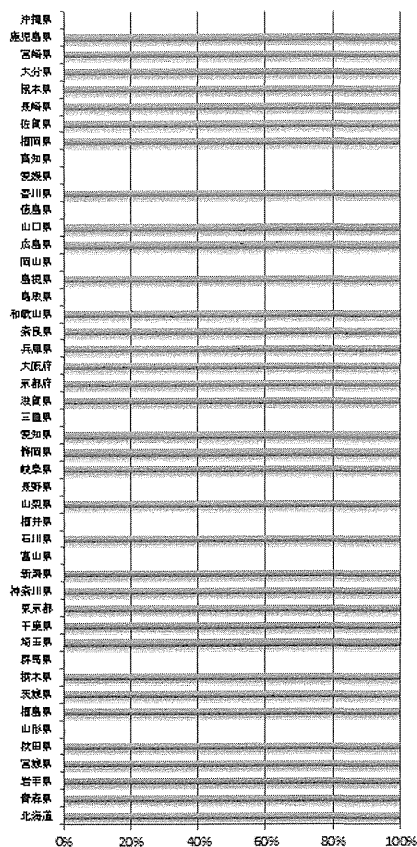 沖縄県
鹿児島県
宮崎県
大分県
熊本県
長崎県
佐賀県
福岡県
高知県
愛媛県
香川県
徳島県
山口県
広島県
岡山県
島根県
鳥取県
和歌山県
奈良県
兵庫県
大阪府
京都府
滋賀県
三重県
愛知県
静岡県
岐阜県
長野県
山梨県
福井県
石川県
富山県
新潟県
神奈川県
東京都
千葉県
埼玉県
群馬県
栃木県
茨城県
福島県
山形県
秋田県
宮城県
岩手県
青森県
北海道
0% 20% 40% 60% 80% 100%